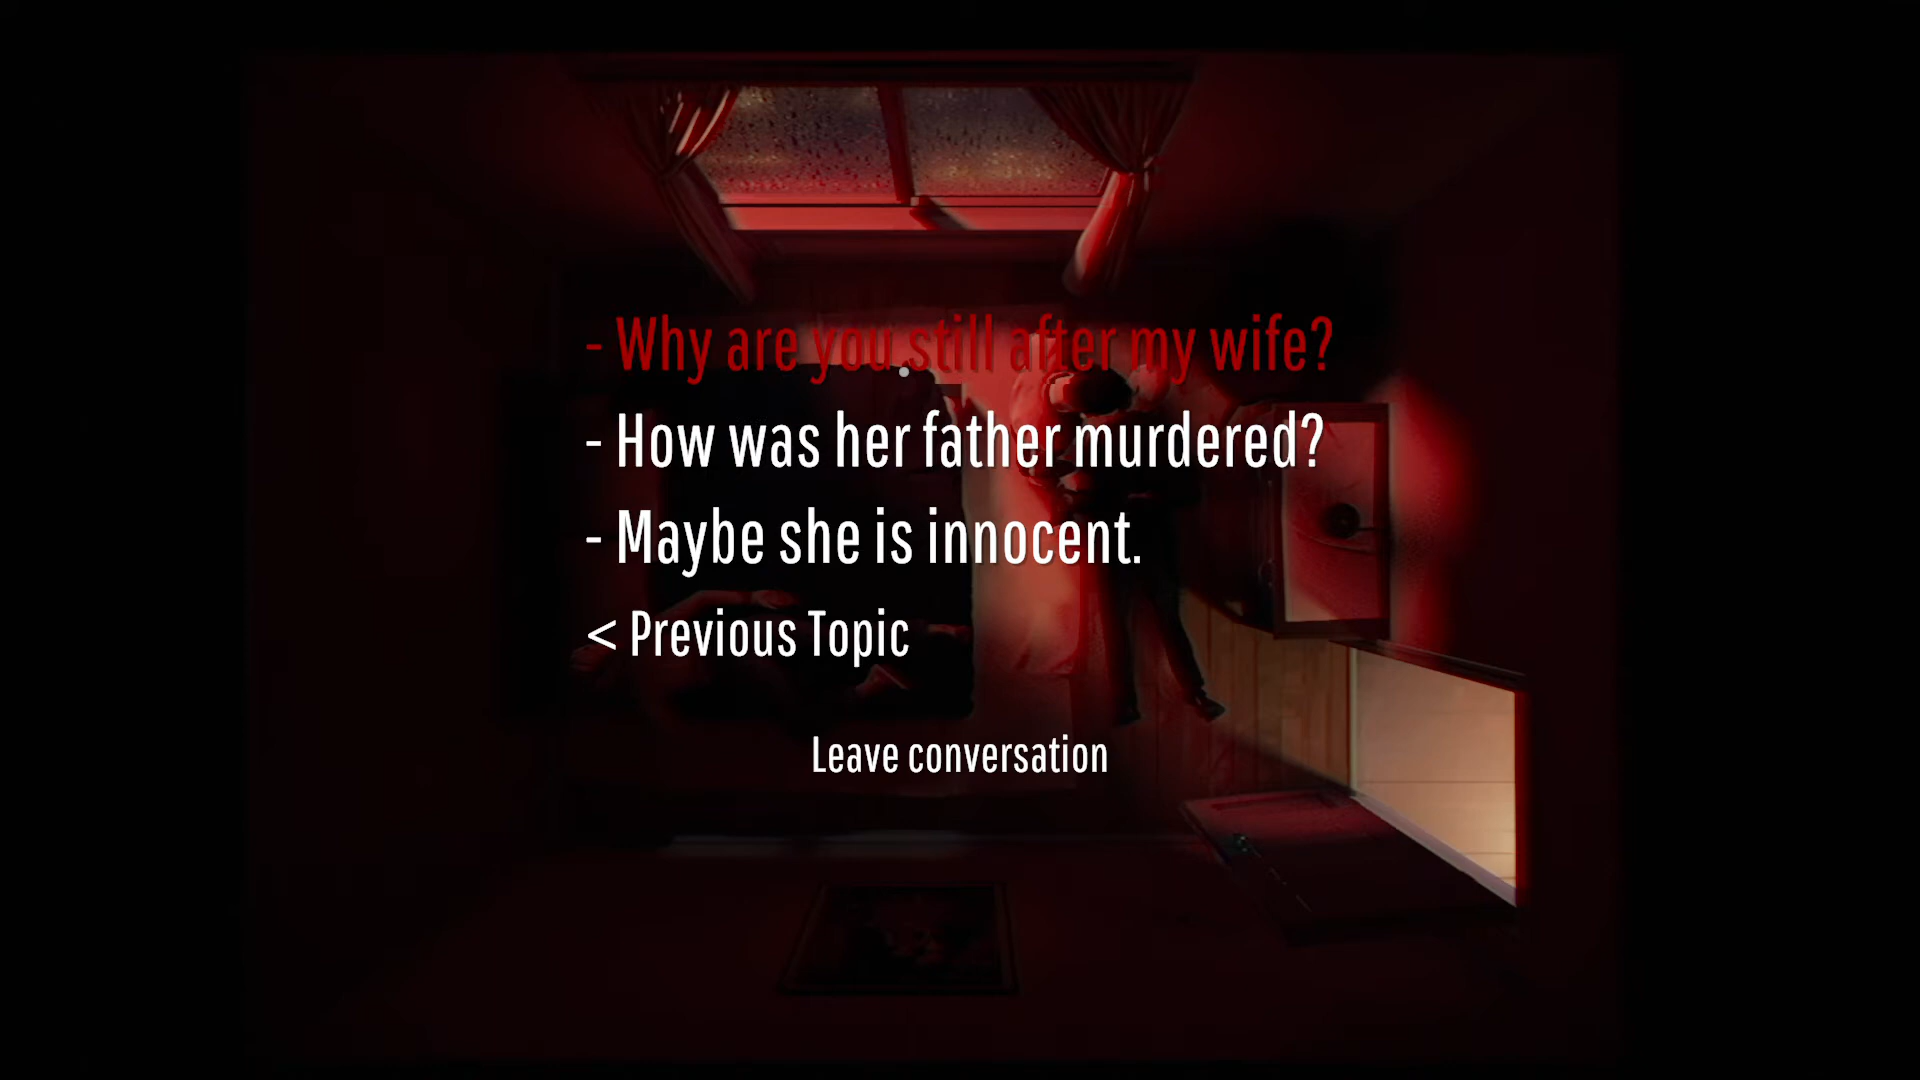 - Why are you still after my wife?
- How was her father murdered?
- Maybe she is innocent.
< Previous Topic
Leave conversation